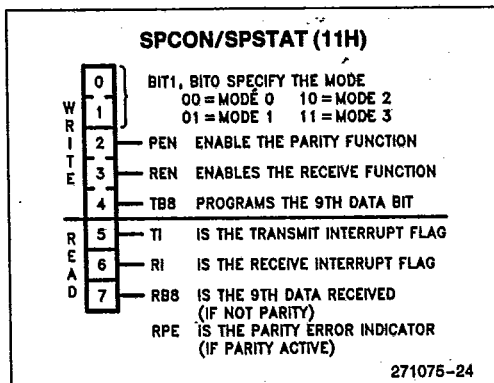 SPCON/SPSTAT (11H)
0 BIT1, BIT0 SPECIFY THE MODE
00 = MODE 0 10 = MODE 2
1 01 = MODE 1 11 = MODE 3
WRITE
2 PEN ENABLE THE PARITY FUNCTION
3 REN ENABLES THE RECEIVE FUNCTION
4 TB8 PROGRAMS THE 9TH DATA BIT
READ
5 TI IS THE TRANSMIT INTERRUPT FLAG
6 RI IS THE RECEIVE INTERRUPT FLAG
7 RB8 IS THE 9TH DATA RECEIVED
(IF NOT PARITY)
RPE IS THE PARITY ERROR INDICATOR
(IF PARITY ACTIVE)
271075-24